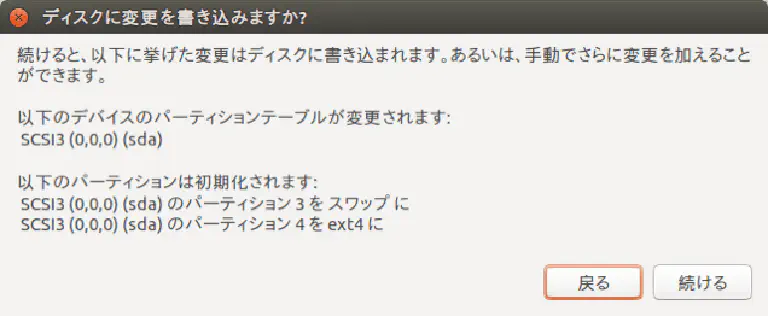 ディスクに変更を書き込みますか?
続けると、以下に挙げた変更はディスクに書き込まれます。あるいは、手動でさらに変更を加えること
ができます。
以下のデバイスのパーティションテーブルが変更されます:
SCSI3 (0,0,0) (sda)
以下のパーティションは初期化されます:
SCSI3 (0,0,0) (sda) のパーティション 3 を スワップ に
SCSI3 (0,0,0) (sda) のパーティション 4 を ext4 に
戻る 続ける